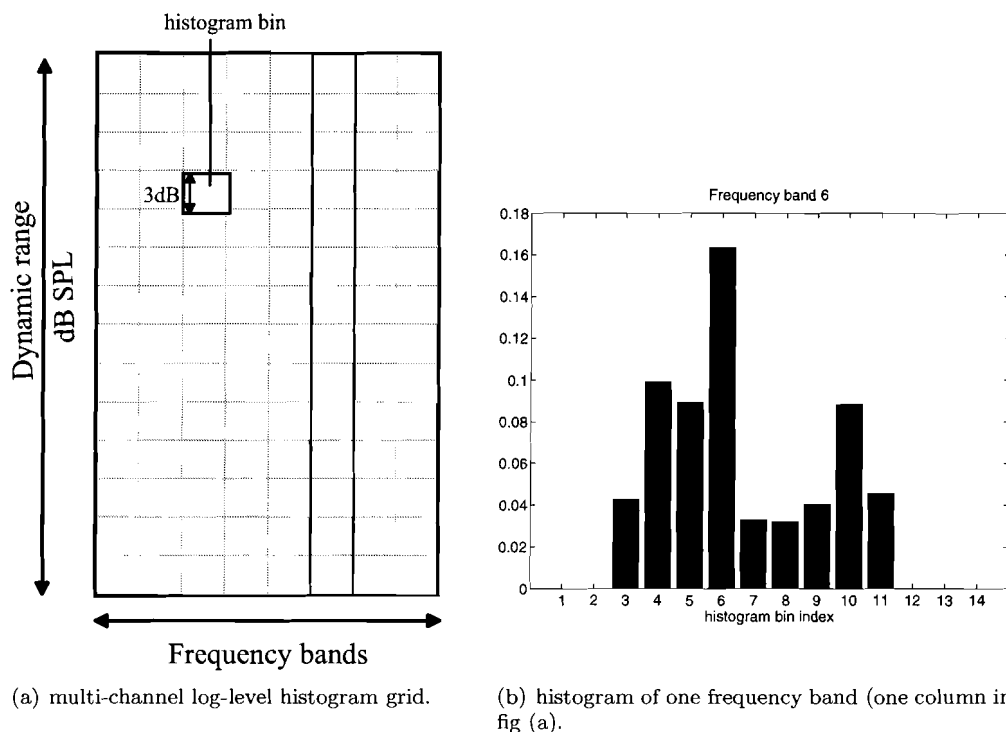 histogram bin
3dB
Dynamic range
dB SPL
Frequency bands
(a) multi-channel log-level histogram grid.
Frequency band 6
0.18
0.16
0.14
0.12
0.1
0.08
0.06
0.04
0.02
0
1 2 3 4 5 6 7 8 9 10 11 12 13 14
histogram bin index
(b) histogram of one frequency band (one column in
fig (a).